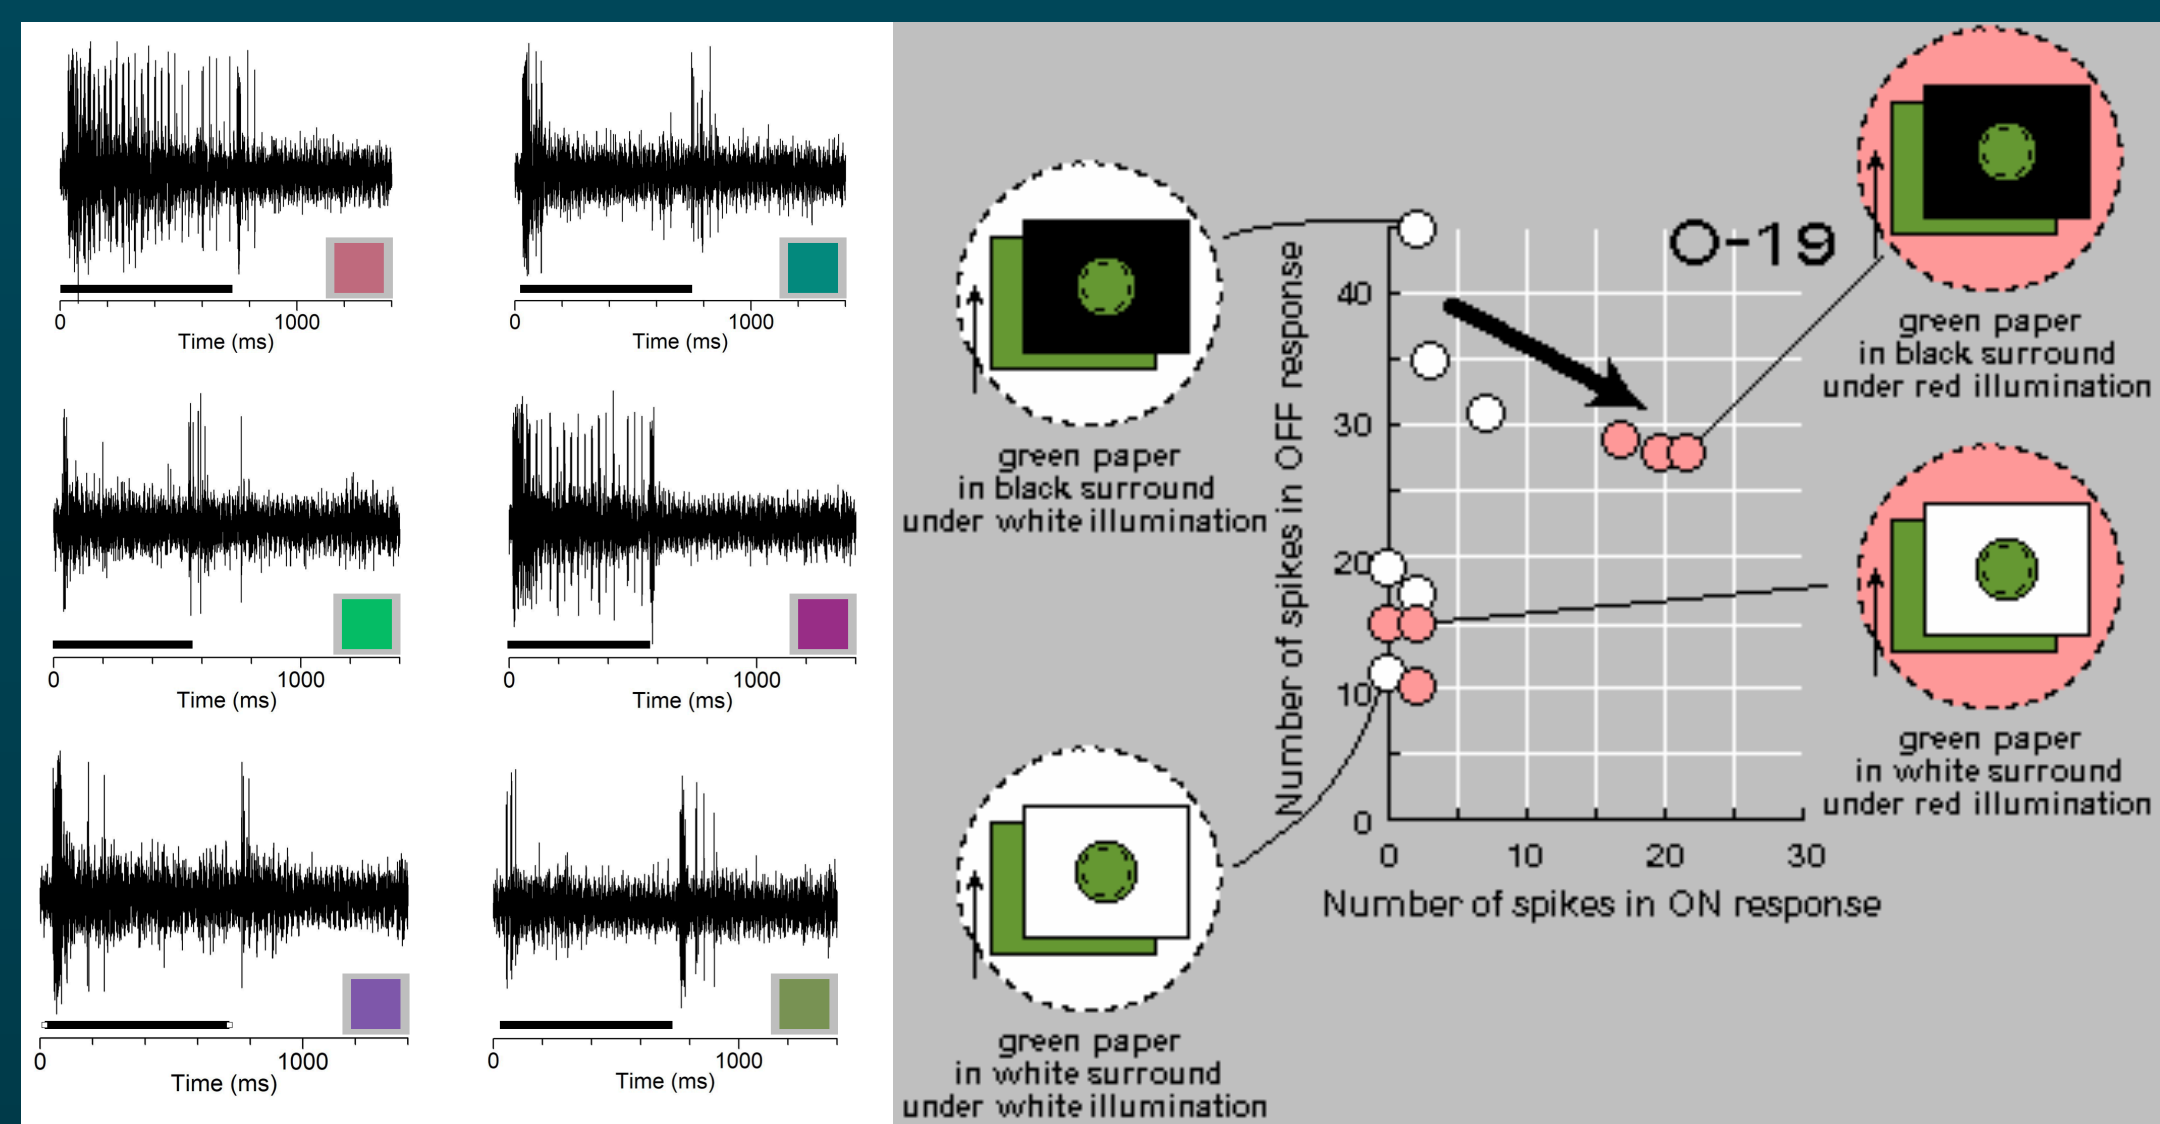 0
1000
Time (ms)
0
1000
Time (ms)
0
1000
Time (ms)
0
1000
Time (ms)
0
1000
Time (ms)
0
1000
Time (ms)
green paper
in black surround
under white illumination
green paper
in white surround
under white illumination
Number of spikes in OFF response
40
30
20
10
0
0
10
20
30
Number of spikes in ON response
O-19
green paper
in black surround
under red illumination
green paper
in white surround
under red illumination